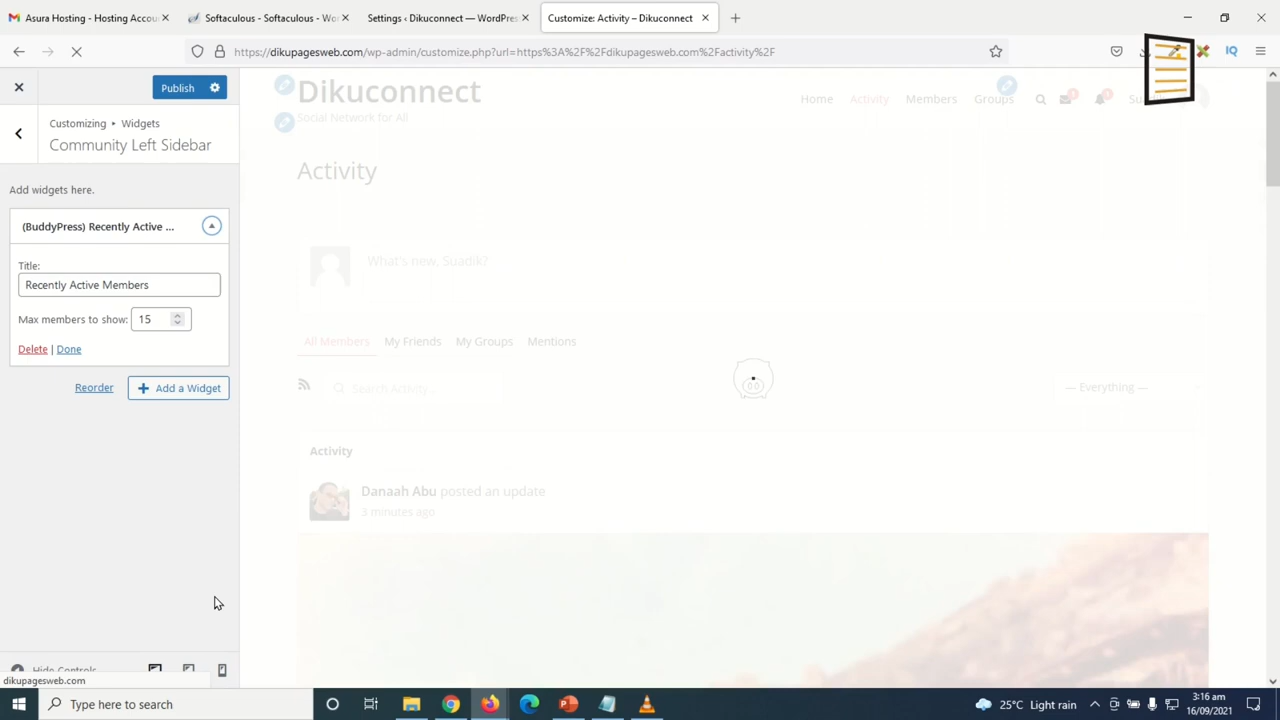 Asura Hosting - Hosting Accou
Softaculous - Softaculous - Wo
Settings ‹ Dikuconnect — WordPres
Customize: Activity – Dikuconnect
https://dikupagesweb.com/wp-admin/customize.php?url=https%3A%2F%2Fdikupagesweb.com%2Factivity%2F
IQ
Publish
Customizing ▸ Widgets
Community Left Sidebar
Add widgets here.
(BuddyPress) Recently Active ...
Title:
Recently Active Members
Max members to show: 15
Delete | Done
Reorder
Add a Widget
Hide Controls
dikupagesweb.com
Dikuconnect
Social Network for All
Home Activity Members Groups
Activity
What's new, Suadik?
All Members My Friends My Groups Mentions
Search Activity...
— Everything —
Activity
Danaah Abu posted an update
3 minutes ago
Type here to search
25°C Light rain
3:16 am
16/09/2021